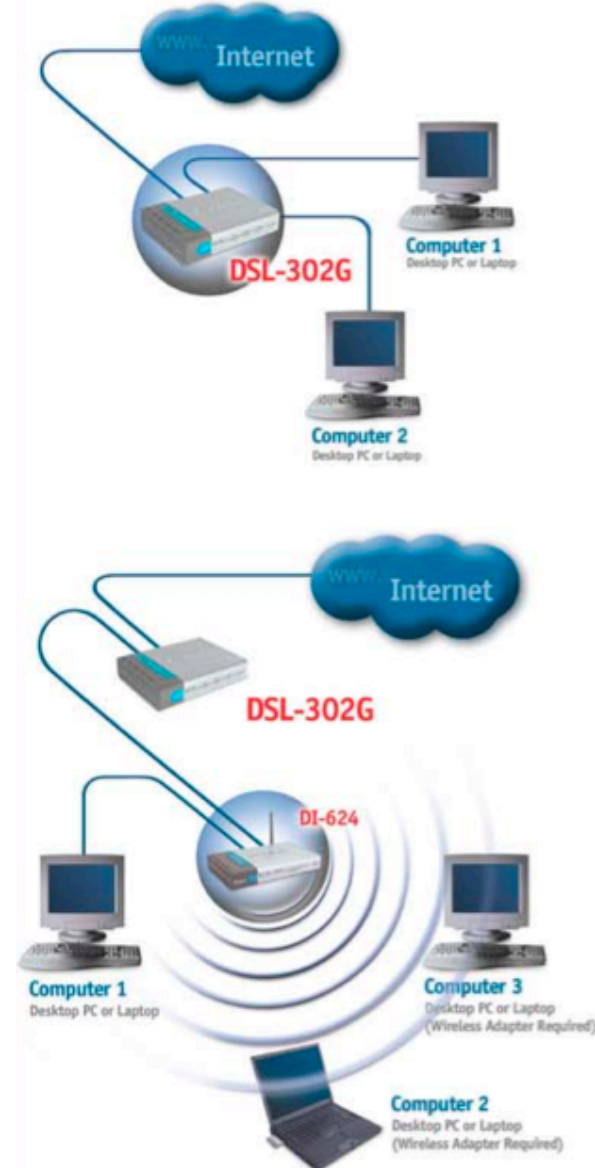 www.
Internet
Computer 1
Desktop PC or Laptop
DSL-302G
Computer 2
Desktop PC or Laptop
www.
Internet
DSL-302G
DI-624
Computer 1
Desktop PC or Laptop
Computer 3
Desktop PC or Laptop
(Wireless Adapter Required)
Computer 2
Desktop PC or Laptop
(Wireless Adapter Required)